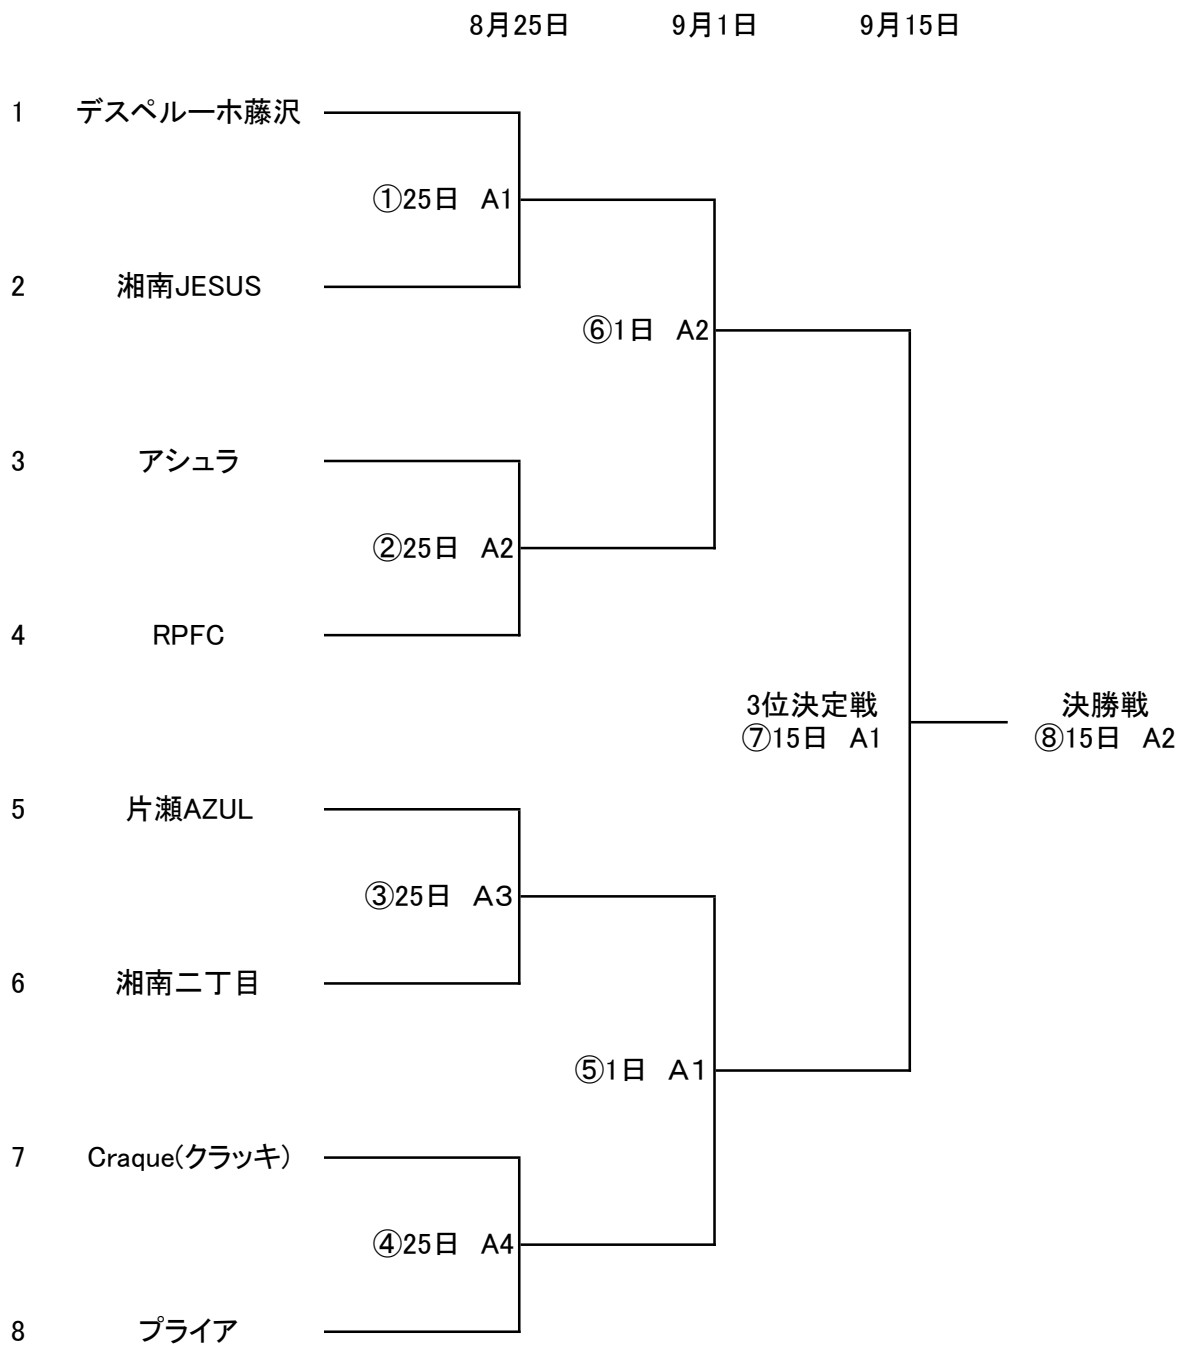 8月25日 9月1日 9月15日
1 デスペルーホ藤沢
①25日 A1
2 湘南JESUS
⑥1日 A2
3 アシュラ
②25日 A2
4 RPFC
3位決定戦 決勝戦
⑦15日 A1 ⑧15日 A2
5 片瀬AZUL
③25日 A3
6 湘南二丁目
⑤1日 A1
7 Craque(クラッキ)
④25日 A4
8 プライア